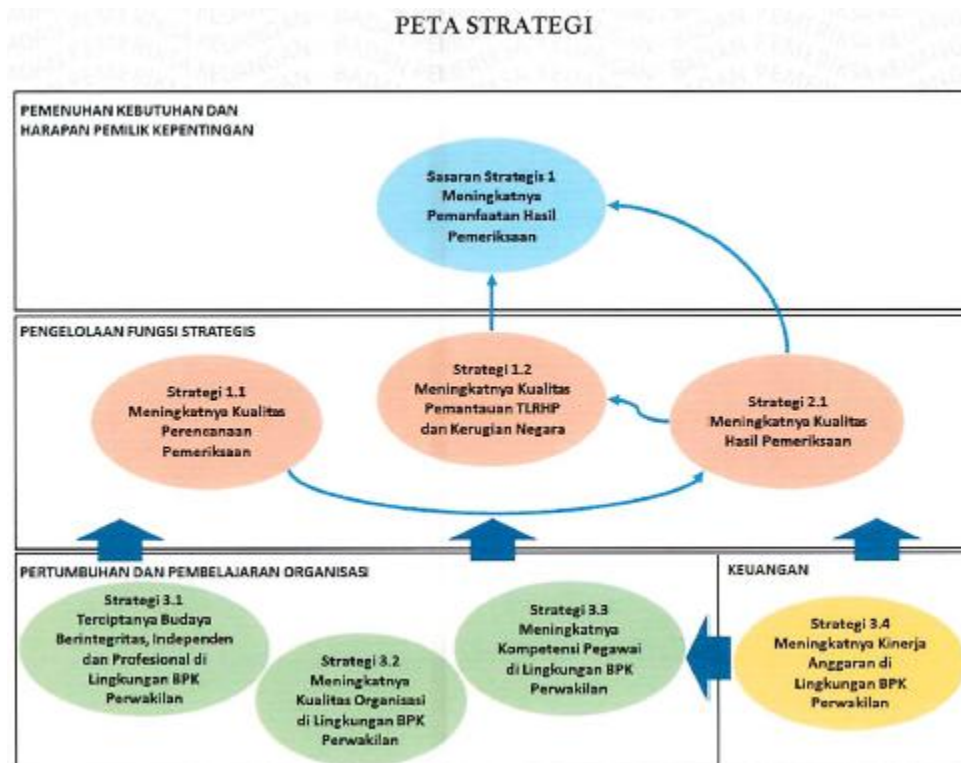 PETA STRATEGI
PEMENUHAN KEBUTUHAN DAN
HARAPAN PEMILIK KEPENTINGAN
Sasaran Strategis 1
Meningkatnya
Pemanfaatan Hasil
Pemeriksaan
PENGELOLAAN FUNGSI STRATEGIS
Strategi 1.1
Meningkatnya Kualitas
Perencanaan
Pemeriksaan
Strategi 1.2
Meningkatnya Kualitas
Pemantauan TLRHP
dan Kerugian Negara
Strategi 2.1
Meningkatnya Kualitas
Hasil Pemeriksaan
PERTUMBUHAN DAN PEMBELAJARAN ORGANISASI
Strategi 3.1
Terciptanya Budaya
Berintegritas, Independen
dan Profesional di
Lingkungan BPK
Perwakilan
Strategi 3.2
Meningkatnya
Kualitas Organisasi
di Lingkungan BPK
Perwakilan
Strategi 3.3
Meningkatnya
Kompetensi Pegawai
di Lingkungan BPK
Perwakilan
KEUANGAN
Strategi 3.4
Meningkatnya Kinerja
Anggaran di
Lingkungan BPK
Perwakilan